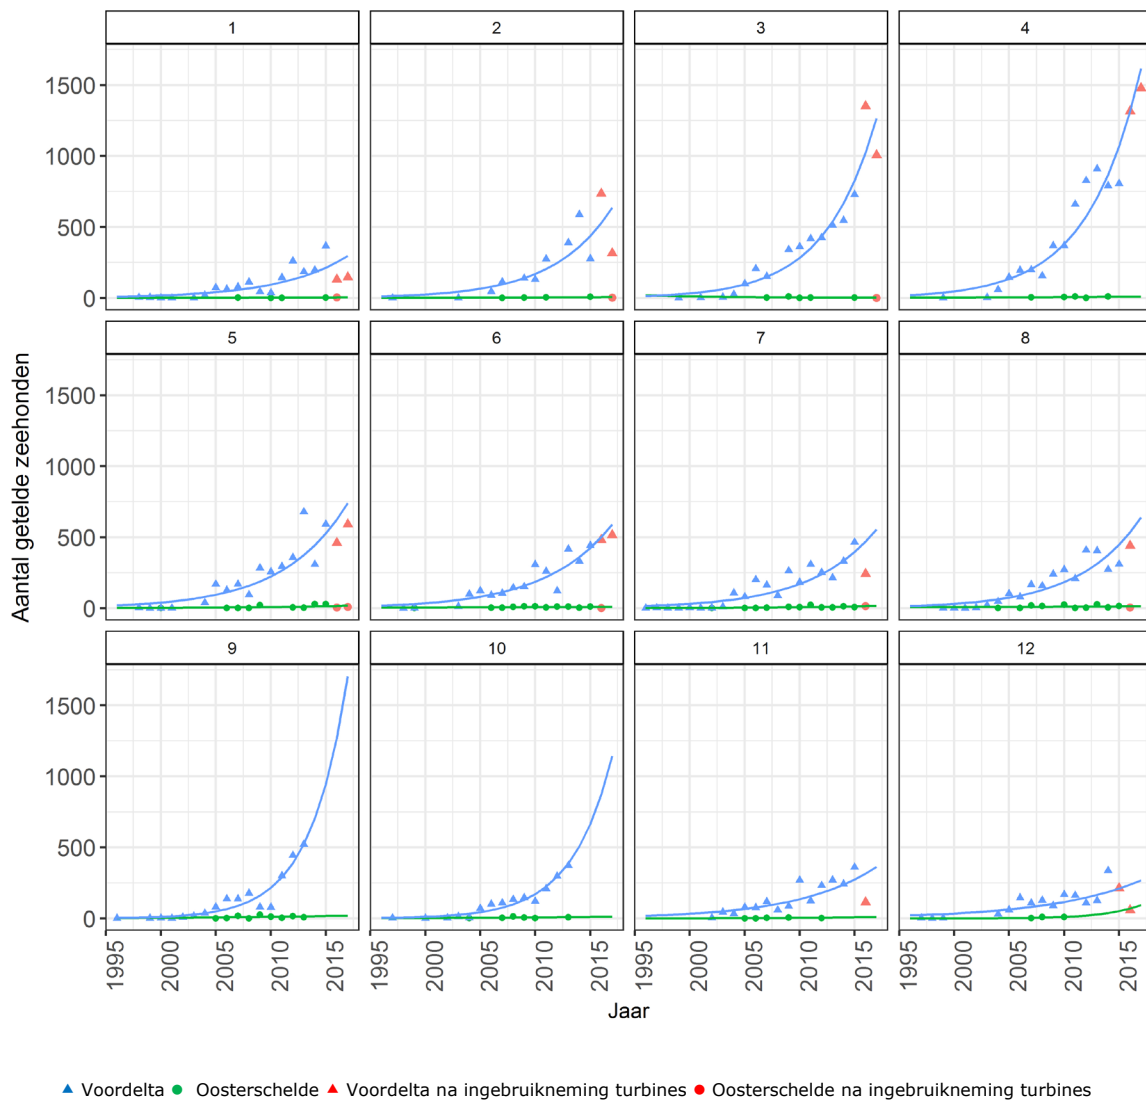 1 2 3 4
1500
1000
500
0
5 6 7 8
1500
1000
500
0
Aantal getelde zeehonden
9 10 11 12
1500
1000
500
0
1995 2000 2005 2010 2015 1995 2000 2005 2010 2015 1995 2000 2005 2010 2015 1995 2000 2005 2010 2015
Jaar
Voordelta Oosterschelde Voordelta na ingebruikneming turbines Oosterschelde na ingebruikneming turbines